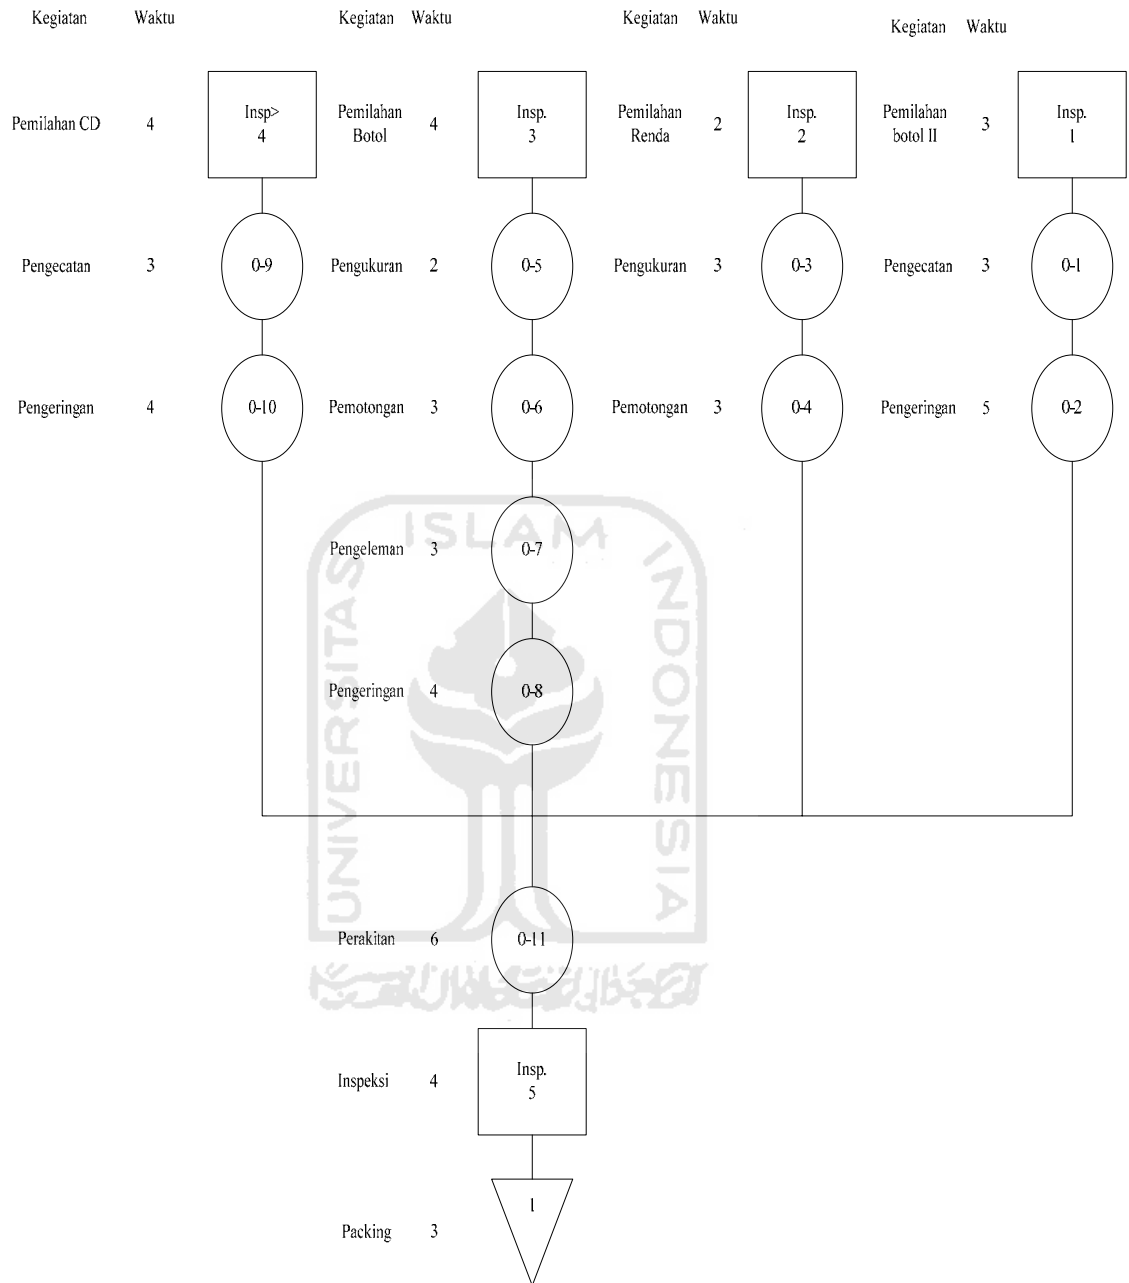 Kegiatan Waktu Kegiatan Waktu Kegiatan Waktu Kegiatan Waktu
Pemilahan CD 4 Insp> 4
Pemilahan Botol 4 Insp. 3
Pemilahan Renda 2 Insp. 2
Pemilahan botol II 3 Insp. 1
Pengecatan 3 0-9 Pengukuran 2 0-5 Pengukuran 3 0-3 Pengecatan 3 0-1
Pengeringan 4 0-10 Pemotongan 3 0-6 Pemotongan 3 0-4 Pengeringan 5 0-2
Pengeleman 3 0-7
Pengeringan 4 0-8
Perakitan 6 0-11
Inspeksi 4 Insp. 5
Packing 3 1
UNIVERSITAS
ISLAM
INDONESIA